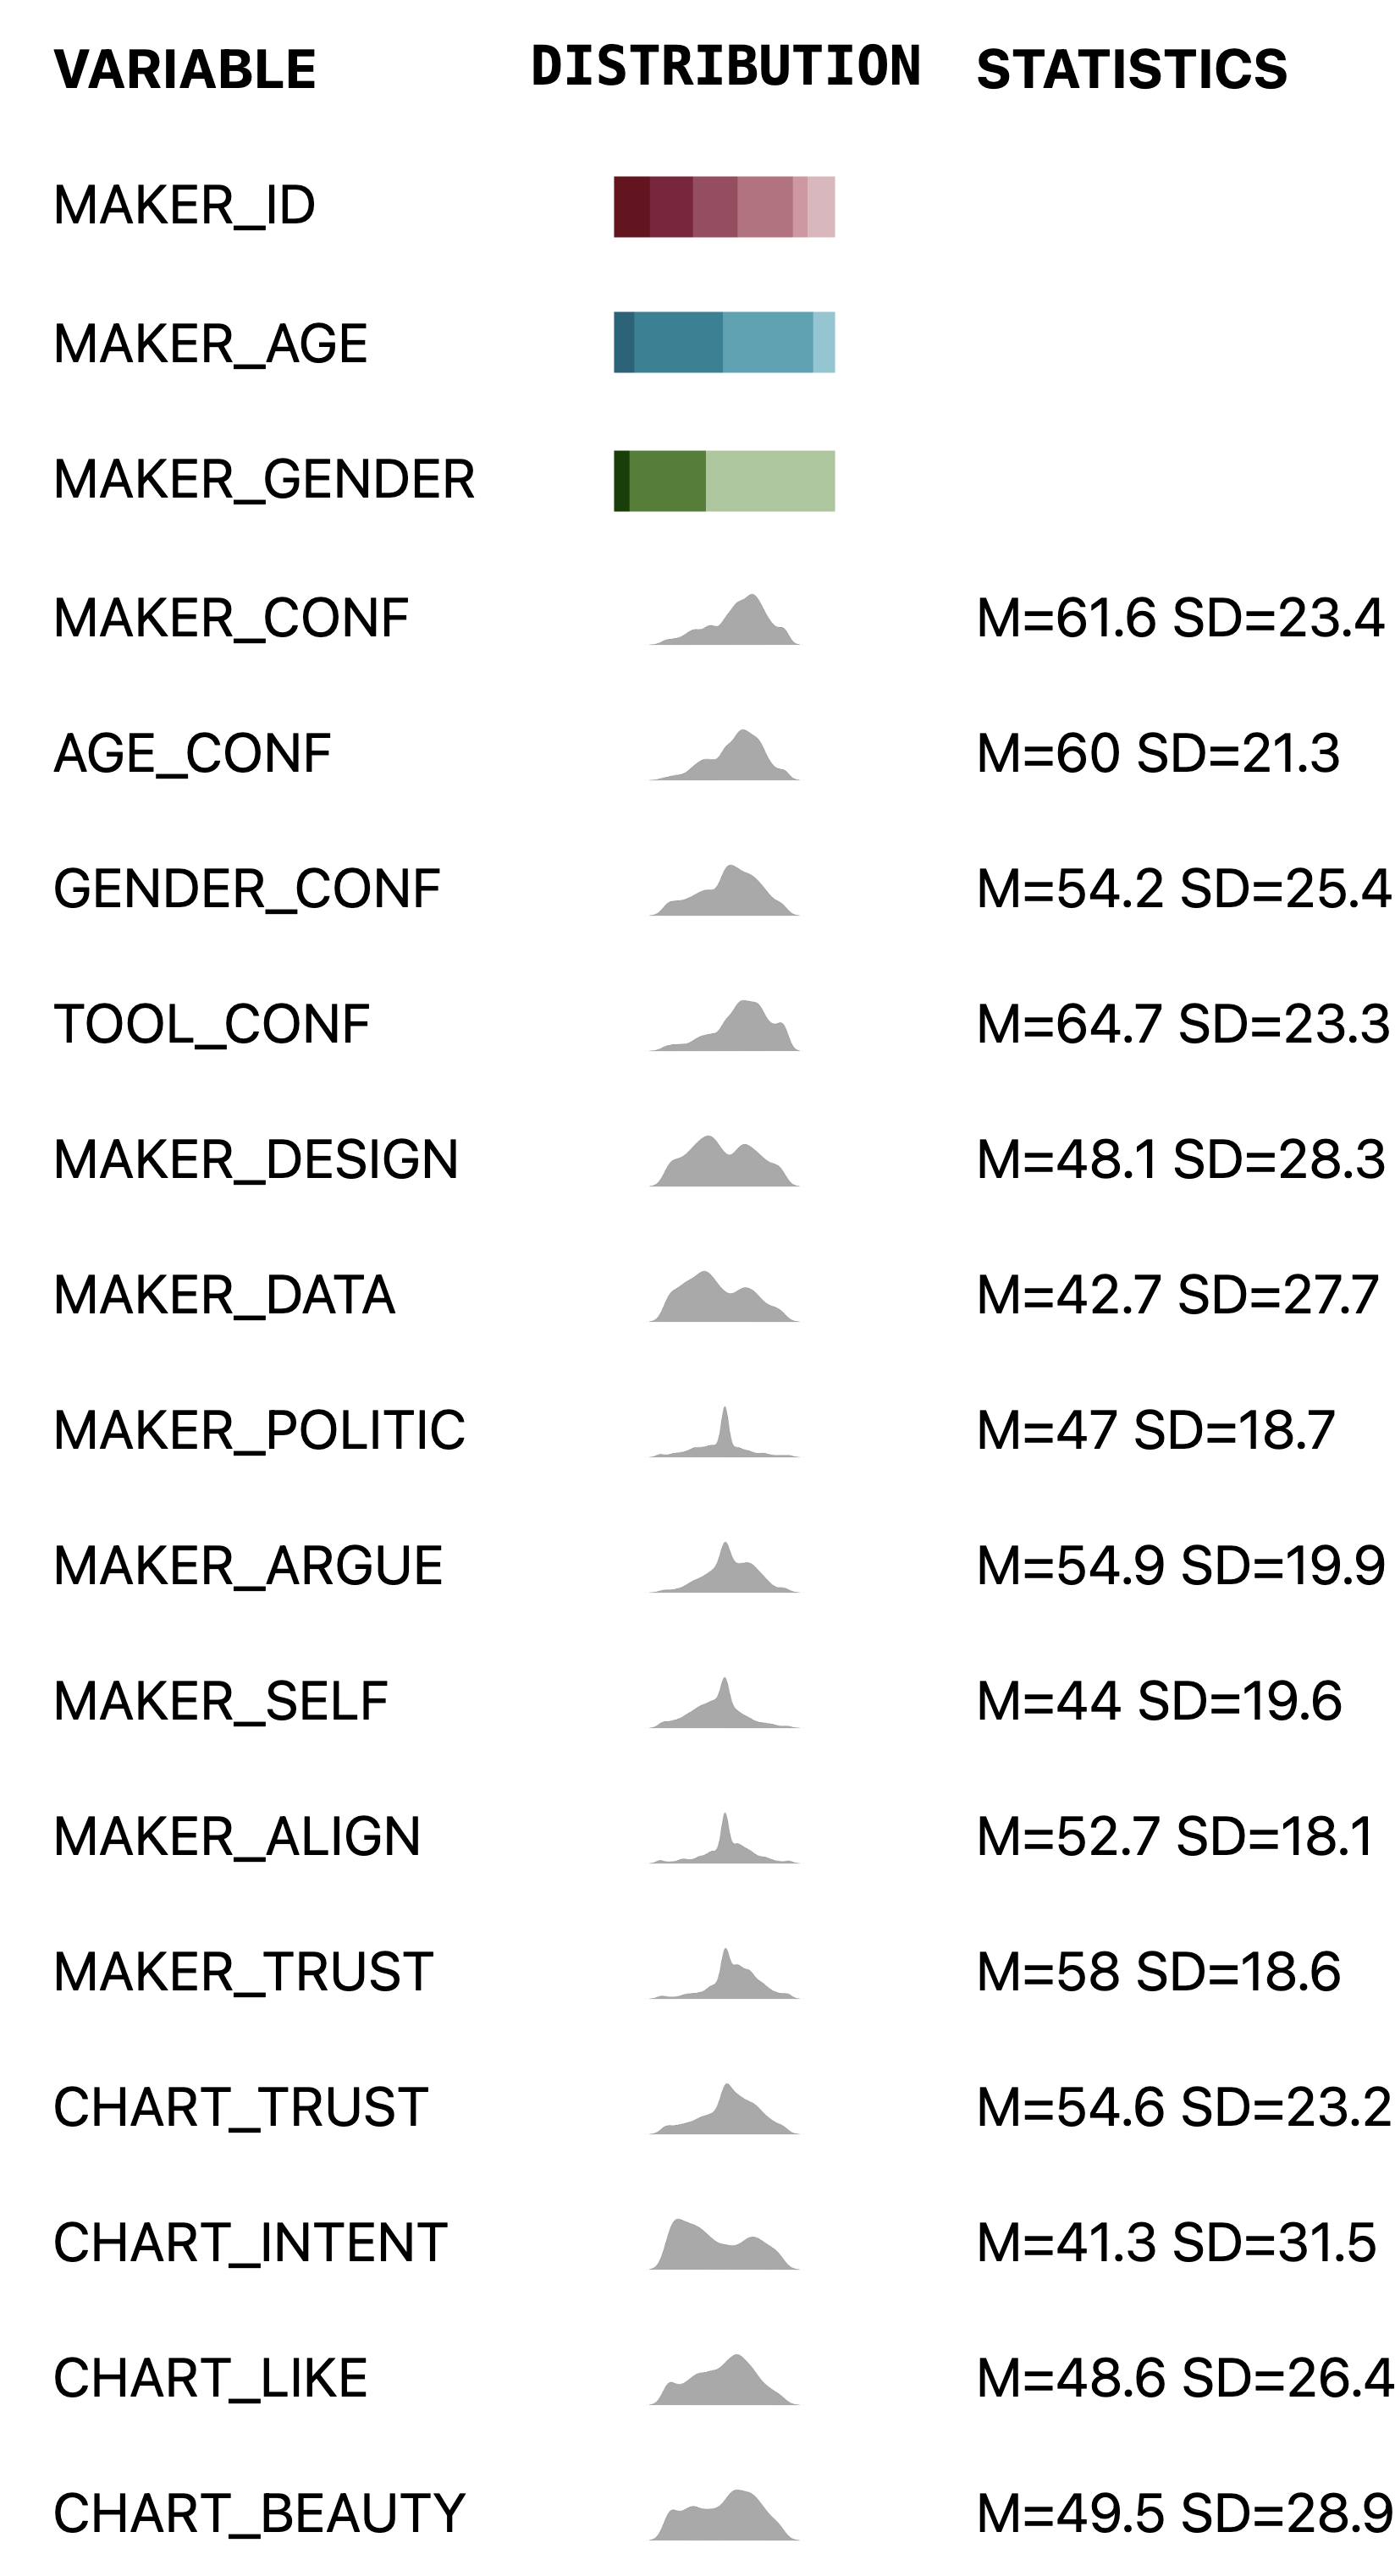 VARIABLE DISTRIBUTION STATISTICS
MAKER_ID
MAKER_AGE
MAKER_GENDER
MAKER_CONF M=61.6 SD=23.4
AGE_CONF M=60 SD=21.3
GENDER_CONF M=54.2 SD=25.4
TOOL_CONF M=64.7 SD=23.3
MAKER_DESIGN M=48.1 SD=28.3
MAKER_DATA M=42.7 SD=27.7
MAKER_POLITIC M=47 SD=18.7
MAKER_ARGUE M=54.9 SD=19.9
MAKER_SELF M=44 SD=19.6
MAKER_ALIGN M=52.7 SD=18.1
MAKER_TRUST M=58 SD=18.6
CHART_TRUST M=54.6 SD=23.2
CHART_INTENT M=41.3 SD=31.5
CHART_LIKE M=48.6 SD=26.4
CHART_BEAUTY M=49.5 SD=28.9